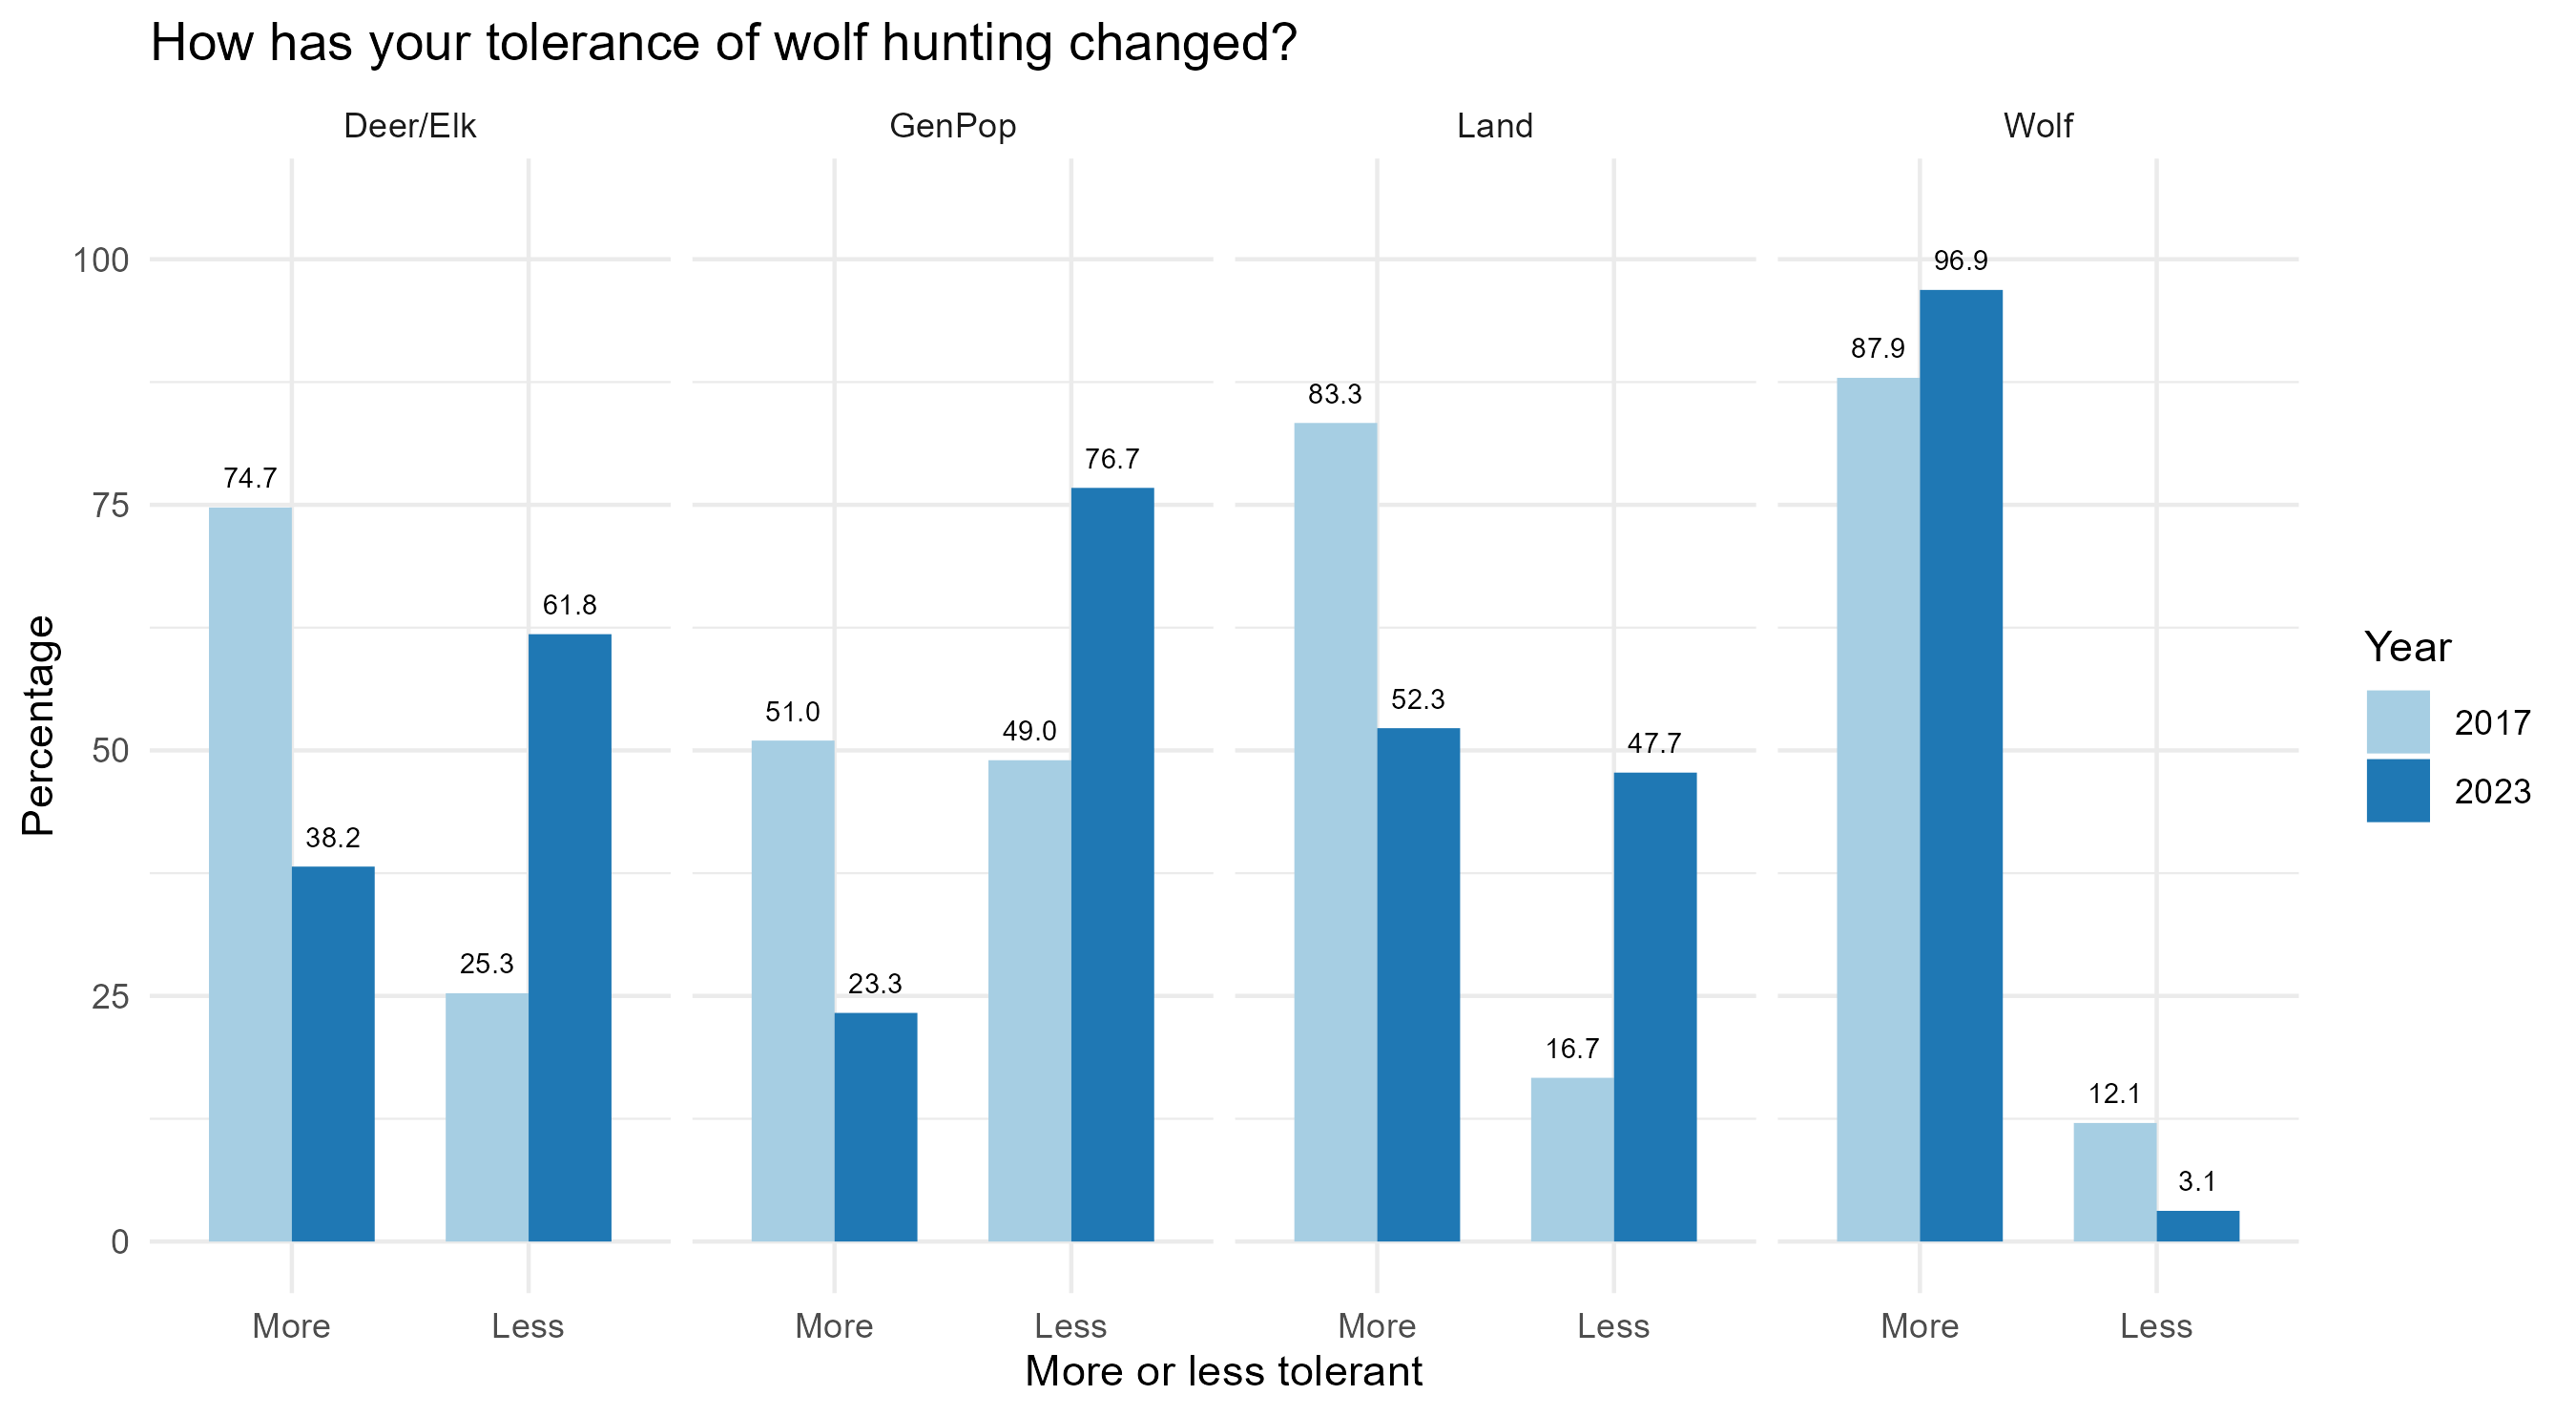 How has your tolerance of wolf hunting changed?
Deer/Elk
GenPop
Land
Wolf
Percentage
100
75
50
25
0
74.7
38.2
25.3
61.8
51.0
23.3
49.0
76.7
83.3
52.3
16.7
47.7
87.9
96.9
12.1
3.1
More
Less
More
Less
More
Less
More
Less
More or less tolerant
Year
2017
2023